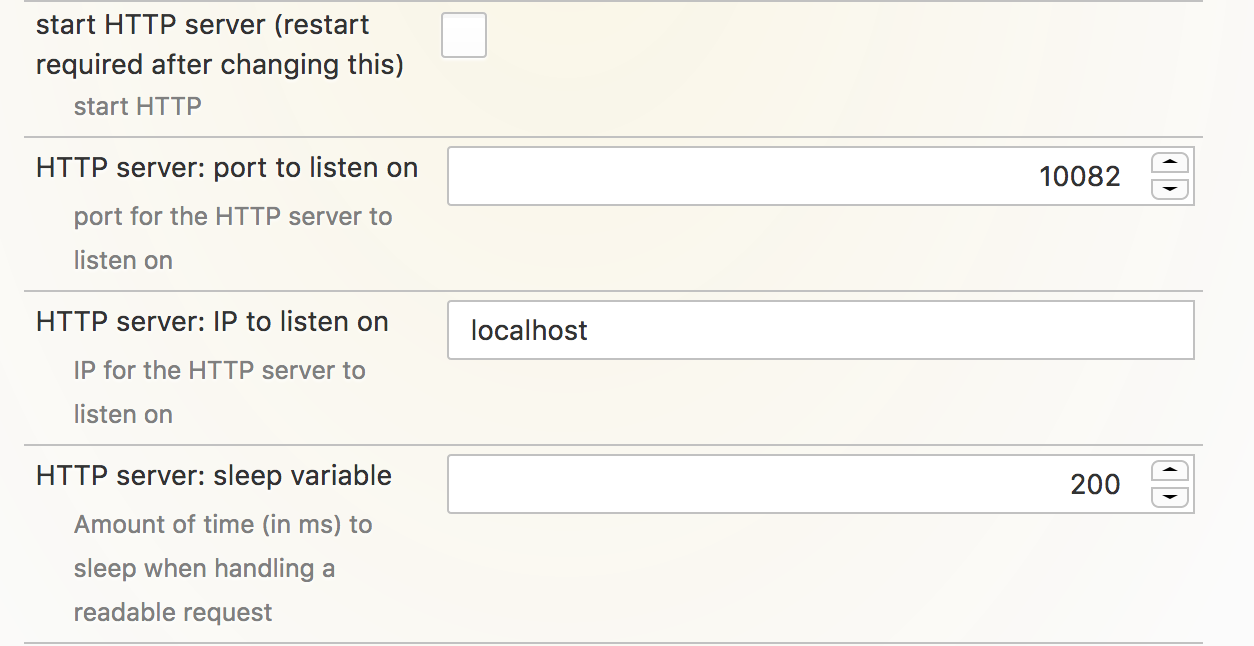 start HTTP server (restart
required after changing this)
start HTTP
HTTP server: port to listen on
10082
port for the HTTP server to
listen on
HTTP server: IP to listen on
localhost
IP for the HTTP server to
listen on
HTTP server: sleep variable
200
Amount of time (in ms) to
sleep when handling a
readable request